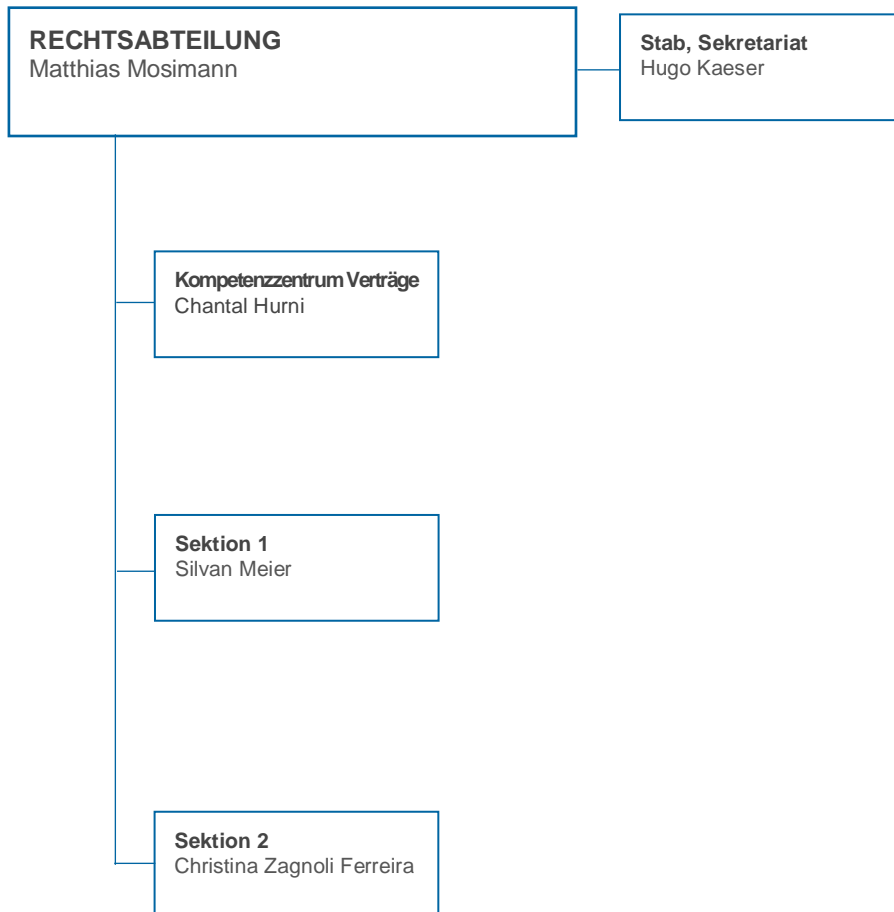 RECHTSABTEILUNG
Matthias Mosimann
Stab, Sekretariat
Hugo Kaeser
Kompetenzzentrum Verträge
Chantal Hurni
Sektion 1
Silvan Meier
Sektion 2
Christina Zagnoli Ferreira